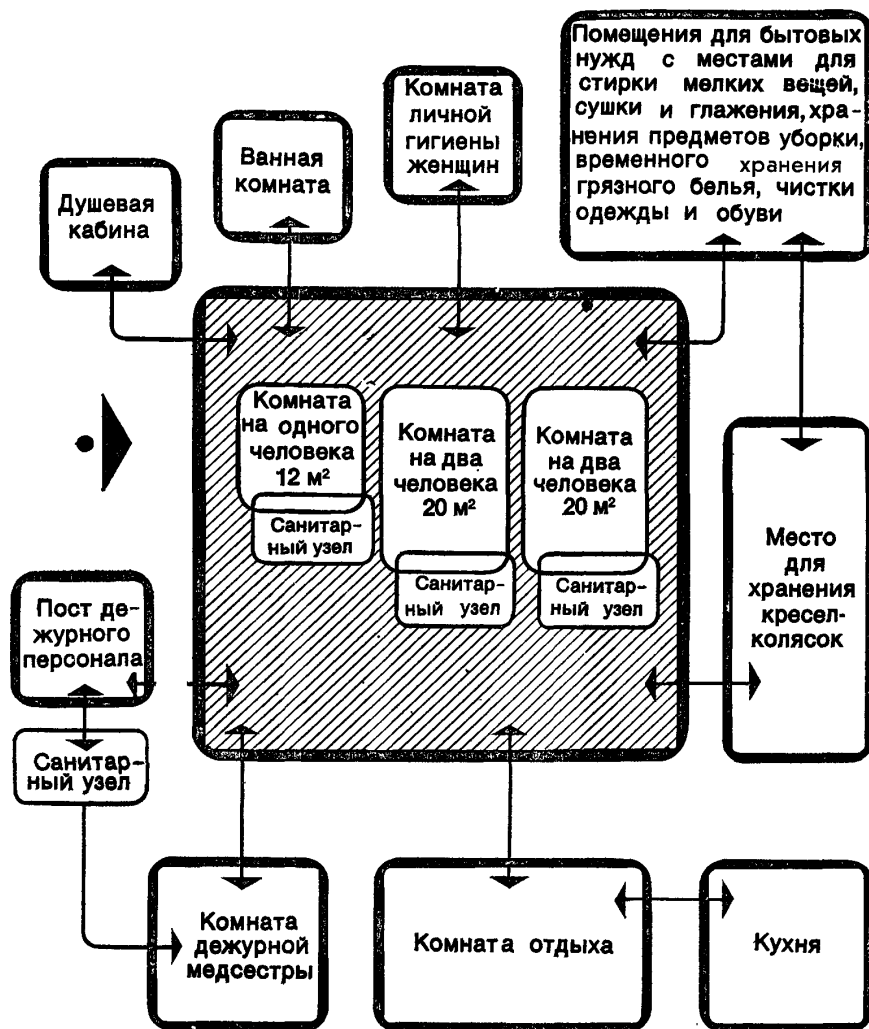 Помещения для бытовых
нужд с местами для
стирки мелких вещей,
сушки и глажения, хра-
нения предметов уборки,
временного хранения
грязного белья, чистки
одежды и обуви
Комната
личной
гигиены
женщин
Ванная
комната
Душевая
кабина
Комната
на одного
человека
12 м²
Санитар-
ный узел
Комната
на два
человека
20 м²
Санитар-
ный узел
Комната
на два
человека
20 м²
Санитар-
ный узел
Место
для
хранения
кресел-
колясок
Пост де-
журного
персонала
Санитар-
ный узел
Комната
дежурной
медсестры
Комната отдыха
Кухня